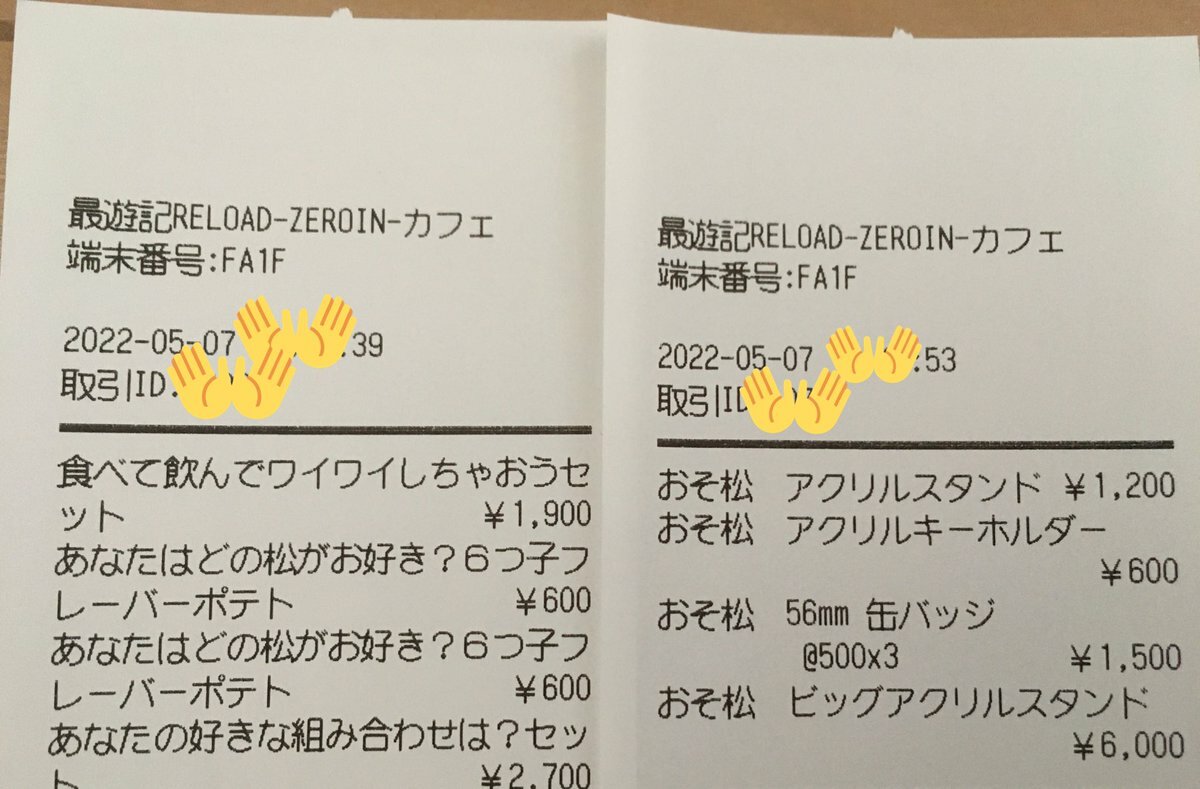 最遊記RELOAD-ZEROIN-カフェ
端末番号:FA1F
2022-05-07 :39
取引ID
食べて飲んでワイワイしちゃおうセ
ット ¥1,900
あなたはどの松がお好き?6つ子フ
レーバーポテト ¥600
あなたはどの松がお好き?6つ子フ
レーバーポテト ¥600
あなたの好きな組み合わせは?セッ
ト ¥2,700
最遊記RELOAD-ZEROIN-カフェ
端末番号:FA1F
2022-05-07 :53
取引ID
おそ松 アクリルスタンド ¥1,200
おそ松 アクリルキーホルダー
¥600
おそ松 56mm 缶バッジ
@500x3 ¥1,500
おそ松 ビッグアクリルスタンド
¥6,000